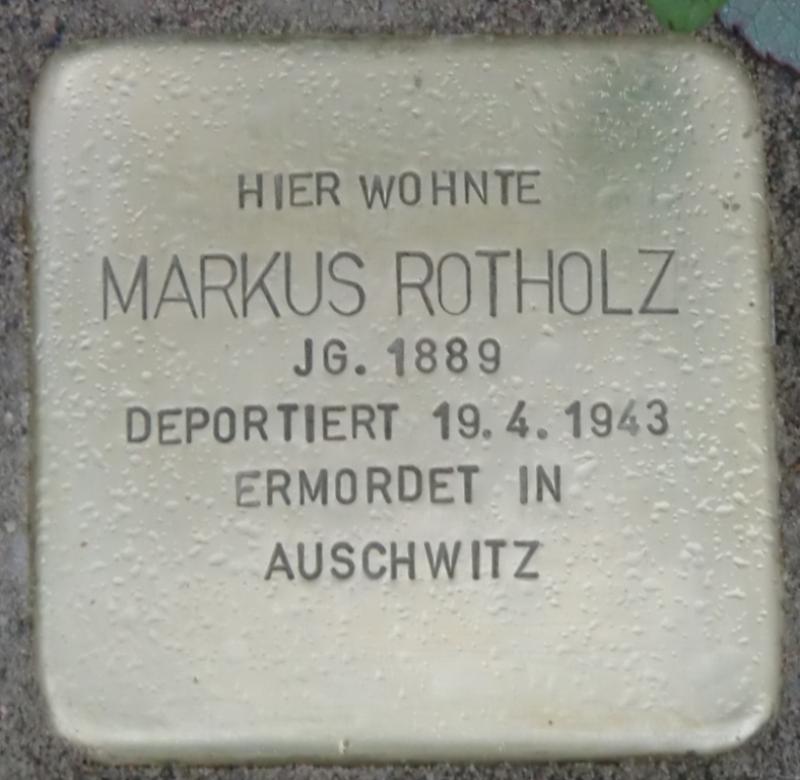 HIER WOHNTE
MARKUS ROTHOLZ
JG. 1889
DEPORTIERT 19.4.1943
ERMORDET IN
AUSCHWITZ